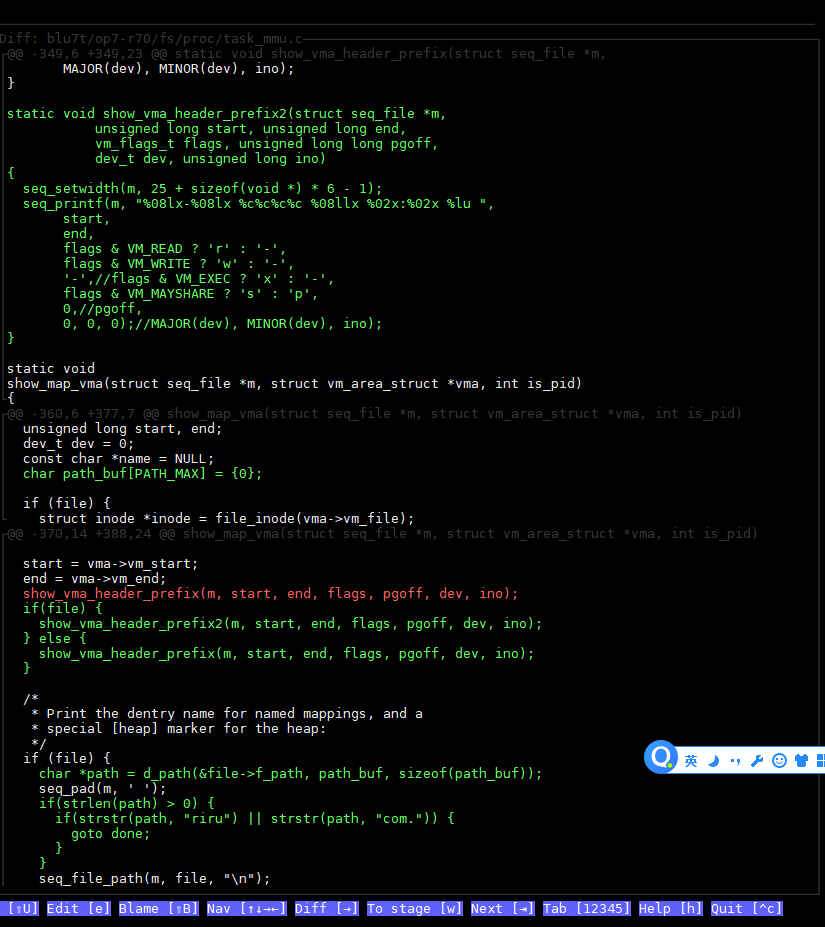 Diff: blu7t/op7-r70/fs/proc/task_mmu.c
@@ -349,6 +349,23 @@ static void show_vma_header_prefix(struct seq_file *m,
MAJOR(dev), MINOR(dev), ino);
}
static void show_vma_header_prefix2(struct seq_file *m,
unsigned long start, unsigned long end,
vm_flags_t flags, unsigned long long pgoff,
dev_t dev, unsigned long ino)
{
seq_setwidth(m, 25 + sizeof(void *) * 6 - 1);
seq_printf(m, "%08lx-%08lx %c%c%c%c %08llx %02x:%02x %lu ",
start,
end,
flags & VM_READ ? 'r' : '-',
flags & VM_WRITE ? 'w' : '-',
'-',//flags & VM_EXEC ? 'x' : '-',
flags & VM_MAYSHARE ? 's' : 'p',
0,//pgoff,
0, 0, 0);//MAJOR(dev), MINOR(dev), ino);
}
static void
show_map_vma(struct seq_file *m, struct vm_area_struct *vma, int is_pid)
{
@@ -360,6 +377,7 @@ show_map_vma(struct seq_file *m, struct vm_area_struct *vma, int is_pid)
unsigned long start, end;
dev_t dev = 0;
const char *name = NULL;
char path_buf[PATH_MAX] = {0};
if (file) {
struct inode *inode = file_inode(vma->vm_file);
@@ -370,14 +388,24 @@ show_map_vma(struct seq_file *m, struct vm_area_struct *vma, int is_pid)
start = vma->vm_start;
end = vma->vm_end;
show_vma_header_prefix(m, start, end, flags, pgoff, dev, ino);
if(file) {
show_vma_header_prefix2(m, start, end, flags, pgoff, dev, ino);
} else {
show_vma_header_prefix(m, start, end, flags, pgoff, dev, ino);
}
/*
* Print the dentry name for named mappings, and a
* special [heap] marker for the heap:
*/
if (file) {
char *path = d_path(&file->f_path, path_buf, sizeof(path_buf));
seq_pad(m, ' ');
if(strlen(path) > 0) {
if(strstr(path, "riru") || strstr(path, "com.")) {
goto done;
}
}
seq_file_path(m, file, "\n");
英
[⇧U] Edit [e] Blame [⇧B] Nav [↑↓→←] Diff [→] To stage [w] Next [⇥] Tab [12345] Help [h] Quit [^c]